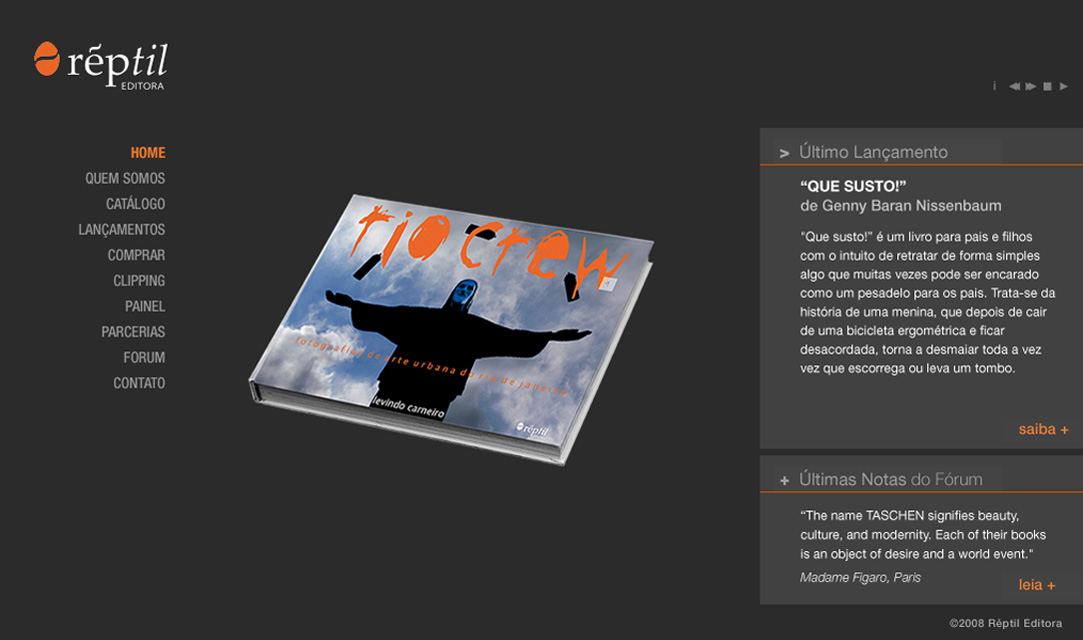 réptil
EDITORA
i
HOME
QUEM SOMOS
CATÁLOGO
LANÇAMENTOS
COMPRAR
CLIPPING
PAINEL
PARCERIAS
FORUM
CONTATO
rio crew
fotografias de arte urbana do rio de janeiro
levindo carneiro
réptil
> Último Lançamento
“QUE SUSTO!”
de Genny Baran Nissenbaum
"Que susto!" é um livro para pais e filhos
com o intuito de retratar de forma simples
algo que muitas vezes pode ser encarado
como um pesadelo para os pais. Trata-se da
história de uma menina, que depois de cair
de uma bicicleta ergométrica e ficar
desacordada, torna a desmaiar toda a vez
vez que escorrega ou leva um tombo.
saiba +
+ Últimas Notas do Fórum
“The name TASCHEN signifies beauty,
culture, and modernity. Each of their books
is an object of desire and a world event."
Madame Figaro, Paris
leia +
©2008 Réptil Editora